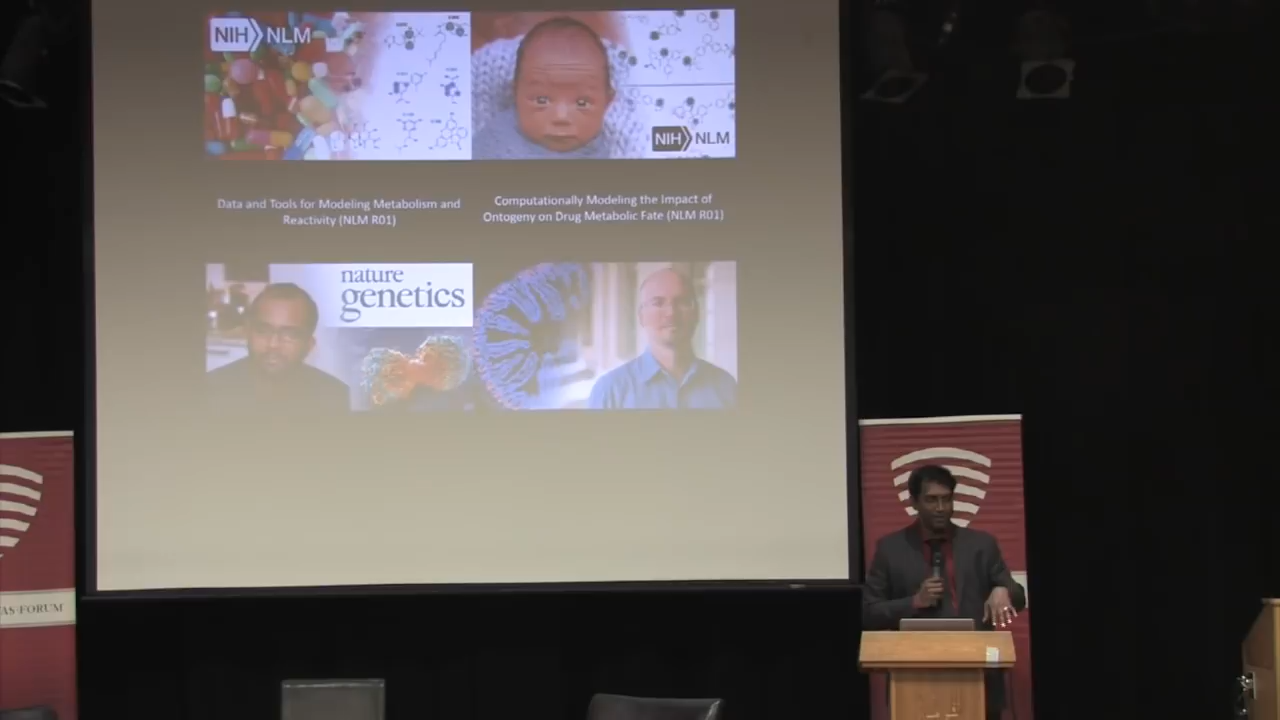 NIH NLM
NIH NLM
Data and Tools for Modeling Metabolism and
Reactivity (NLM R01)
Computationally Modeling the Impact of
Ontogeny on Drug Metabolic Fate (NLM R01)
nature
genetics
AS FORUM